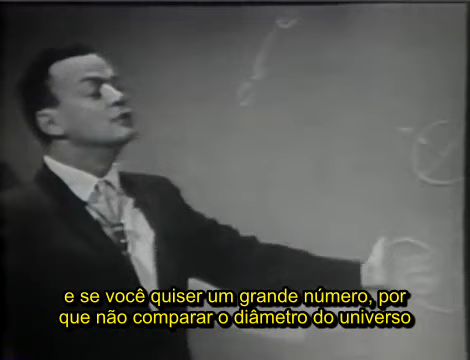 e se você quiser um grande número, por
que não comparar o diâmetro do universo